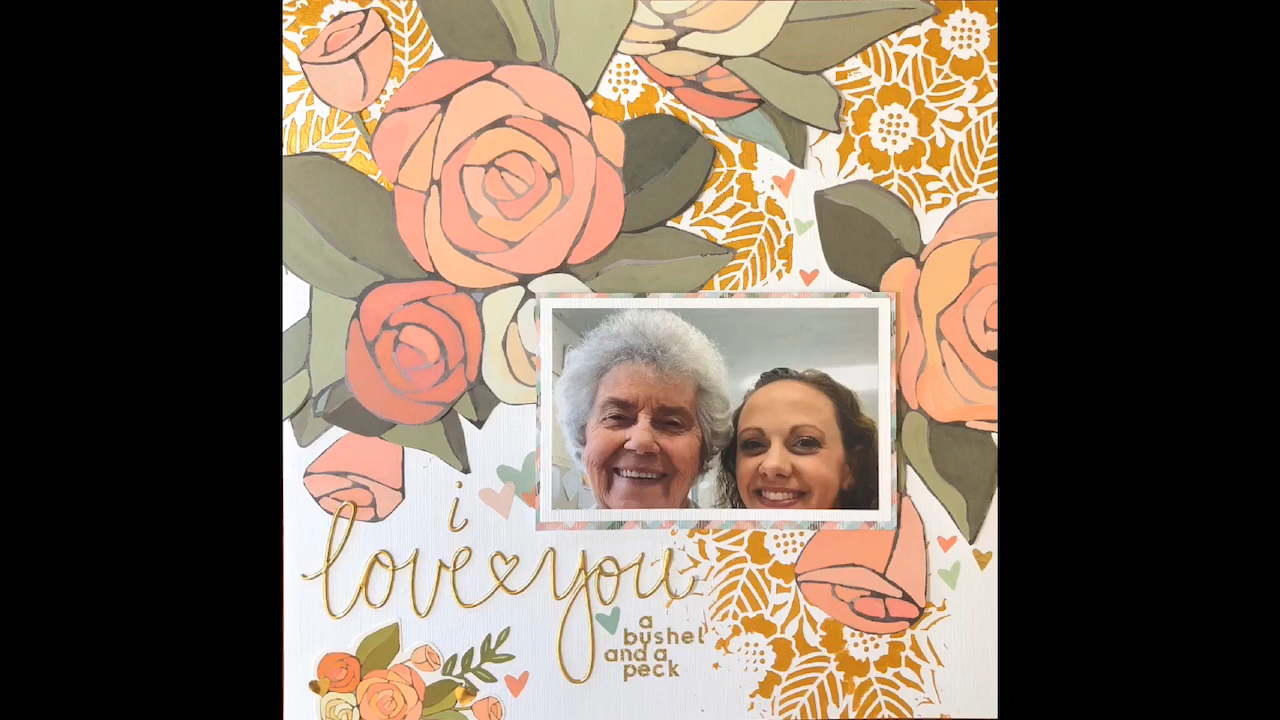 i
love you
a
bushel
and a
peck